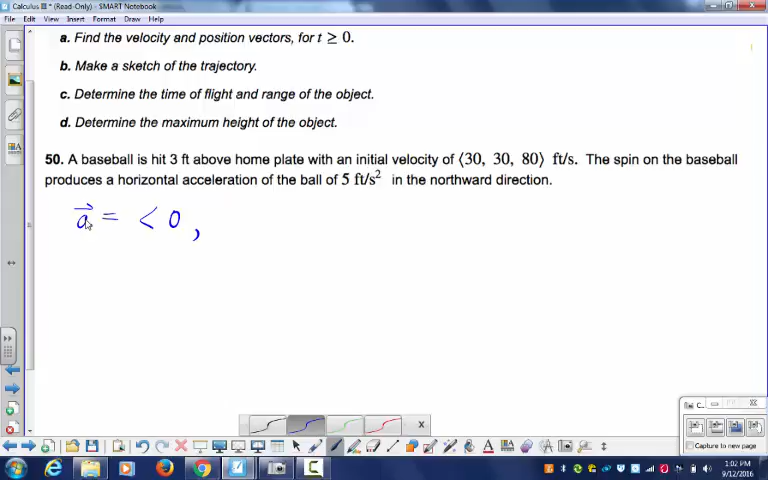 Calculus III * (Read-Only) - SMART Notebook
File Edit View Insert Format Draw Help
a. Find the velocity and position vectors, for t ≥ 0.
b. Make a sketch of the trajectory.
c. Determine the time of flight and range of the object.
d. Determine the maximum height of the object.
50. A baseball is hit 3 ft above home plate with an initial velocity of ⟨30, 30, 80⟩ ft/s. The spin on the baseball
produces a horizontal acceleration of the ball of 5 ft/s² in the northward direction.
a⃗ = < 0 ,
x
C..
Capture to new page
1:02 PM
9/12/2016